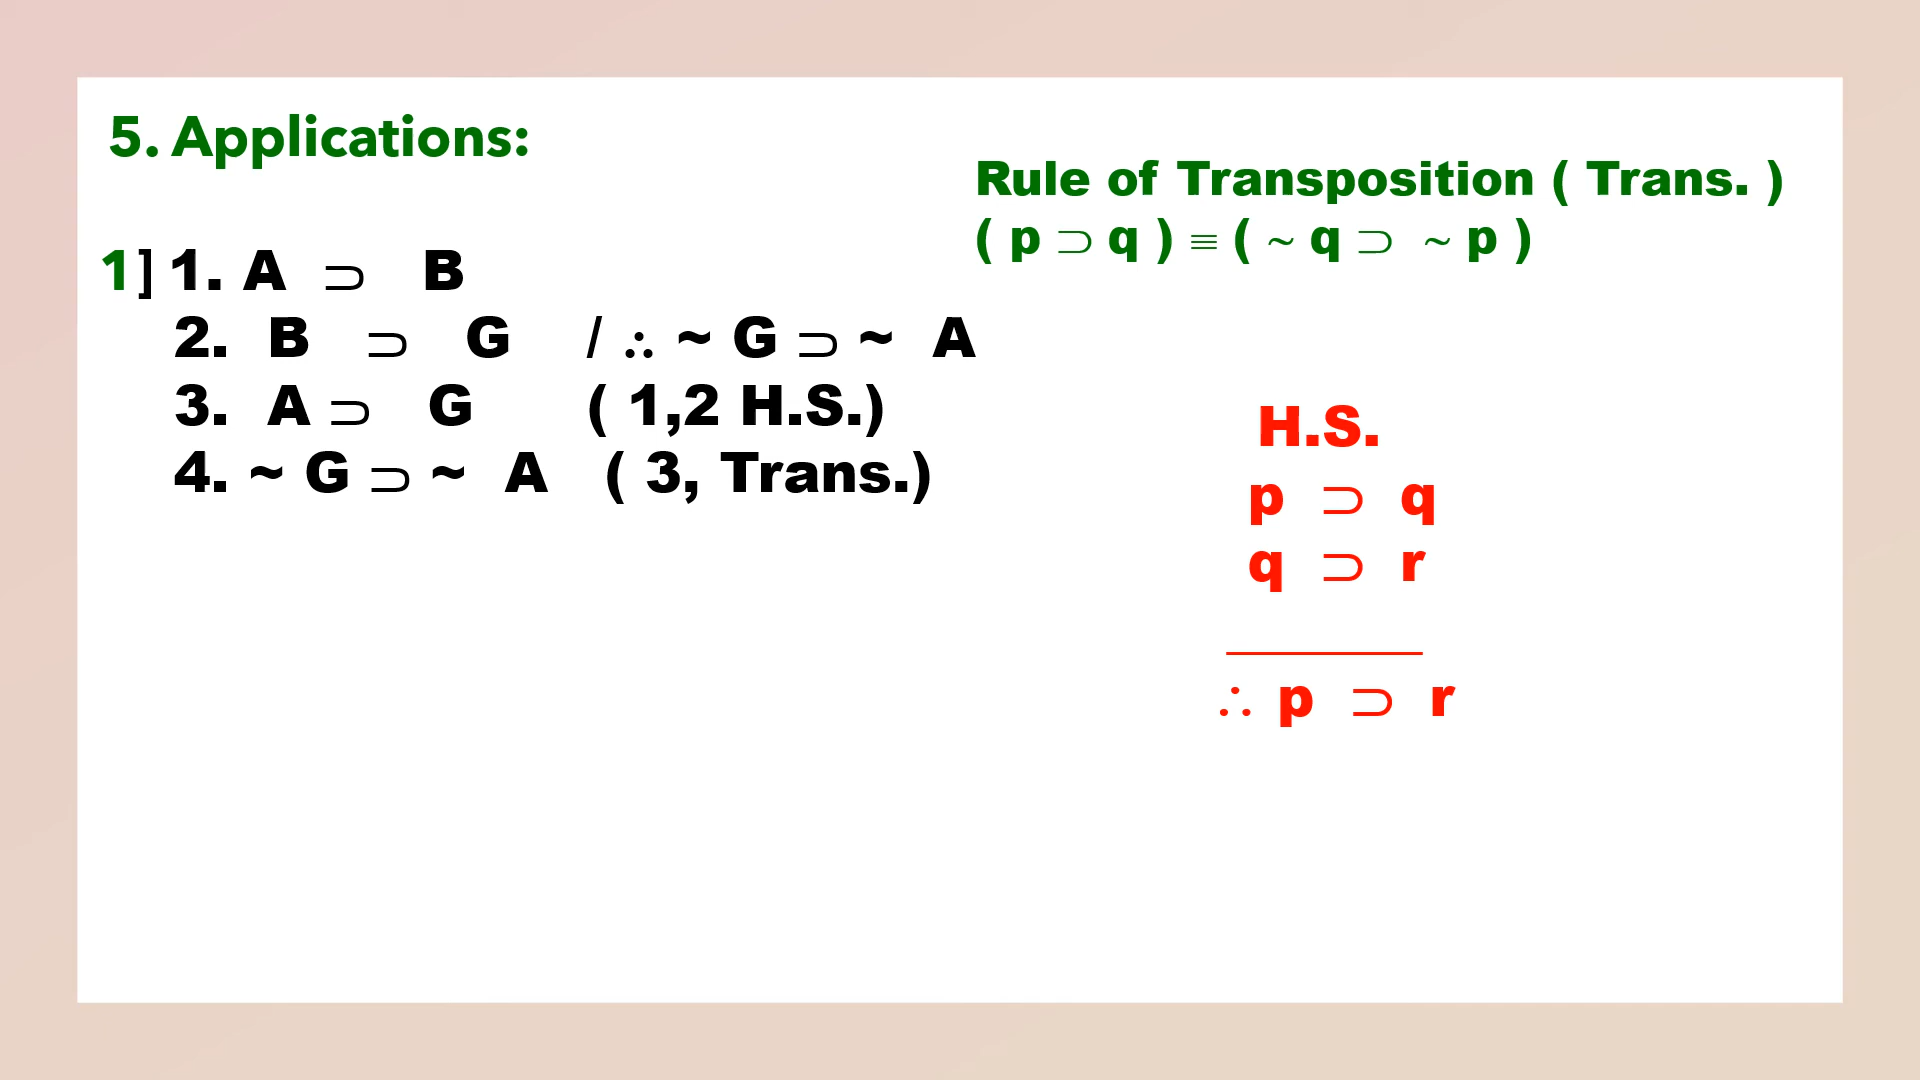 5. Applications:
Rule of Transposition ( Trans. )
( p ⊃ q ) ≡ ( ~ q ⊃ ~ p )
1] 1. A ⊃ B
2. B ⊃ G / ∴ ~ G ⊃ ~ A
3. A ⊃ G ( 1,2 H.S.)
4. ~ G ⊃ ~ A ( 3, Trans.)
H.S.
p ⊃ q
q ⊃ r
∴ p ⊃ r